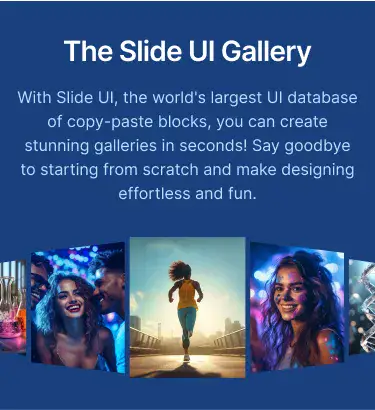 The Slide UI Gallery
With Slide UI, the world's largest UI database
of copy-paste blocks, you can create
stunning galleries in seconds! Say goodbye
to starting from scratch and make designing
effortless and fun.